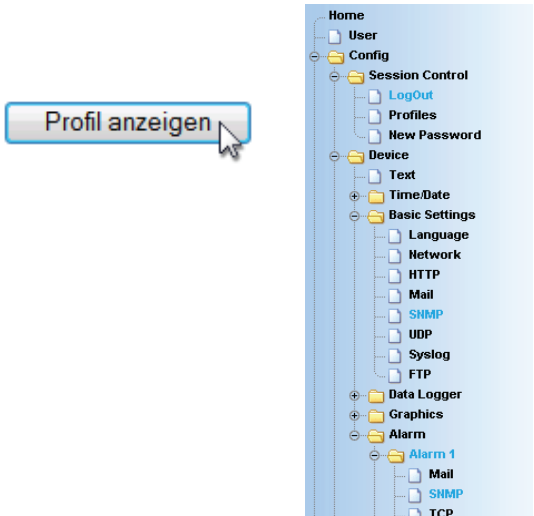 Profil anzeigen
Home
User
Config
Session Control
LogOut
Profiles
New Password
Device
Text
Time/Date
Basic Settings
Language
Network
HTTP
Mail
SNMP
UDP
Syslog
FTP
Data Logger
Graphics
Alarm
Alarm 1
Mail
SNMP
TCP